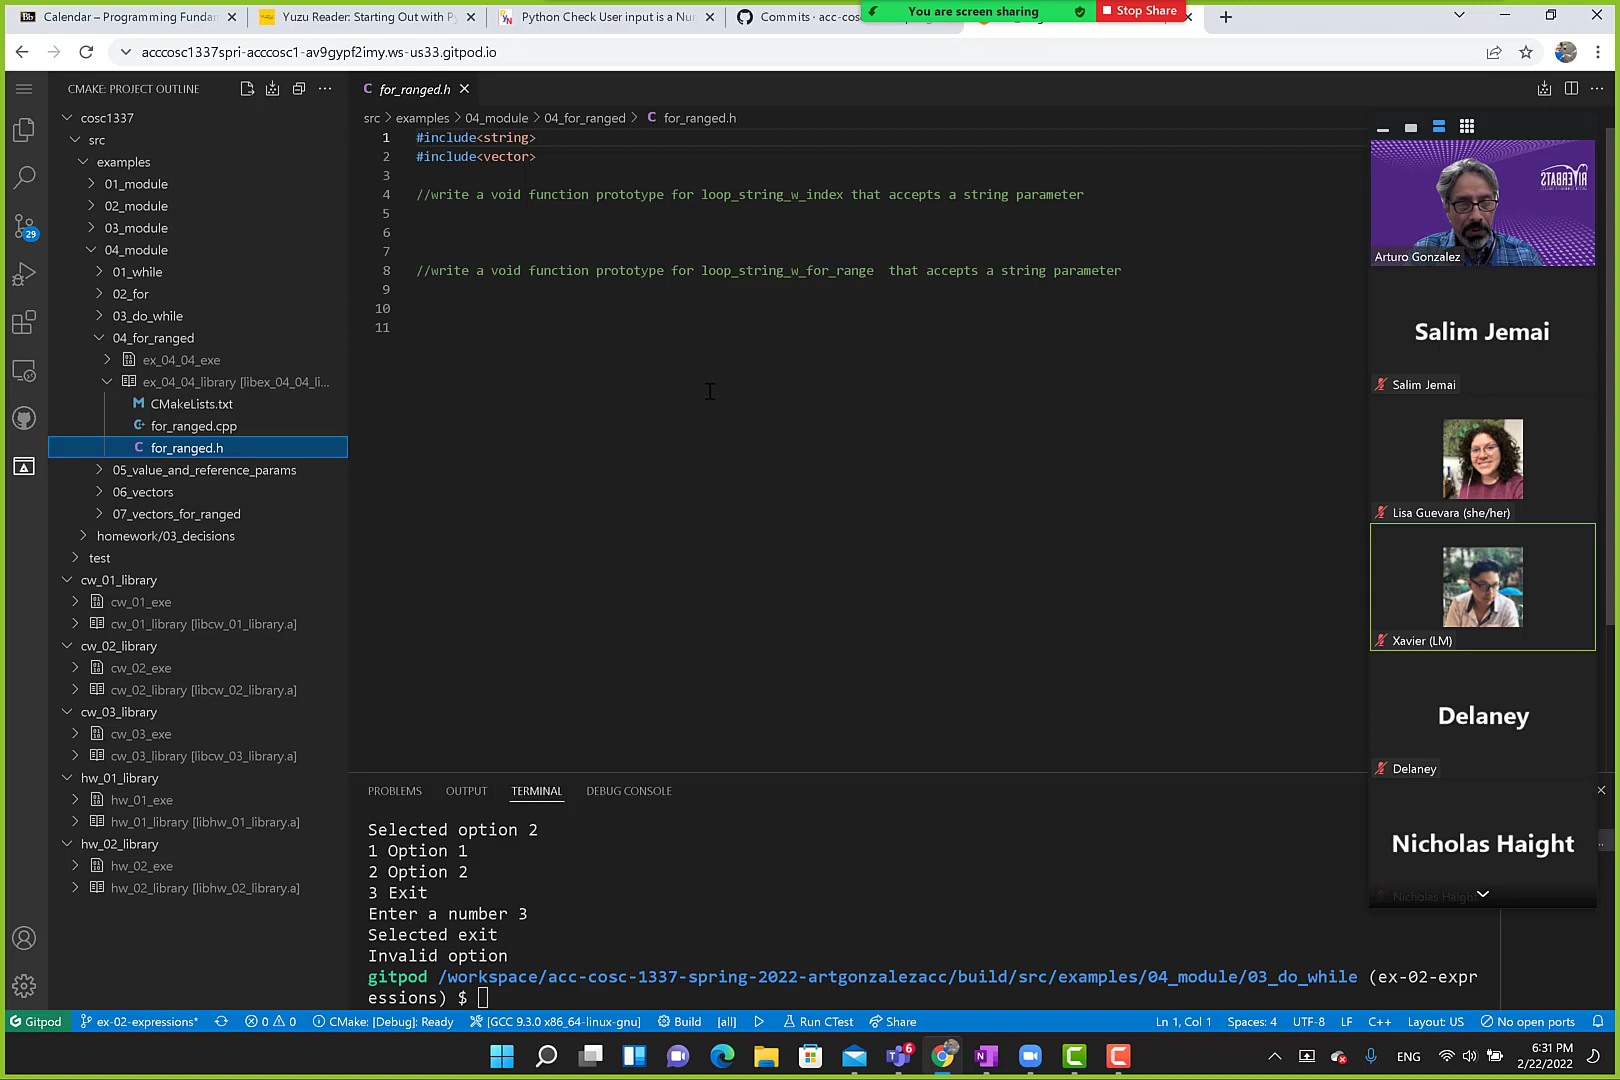 Bb Calendar – Programming Fundar
Yuzu Reader: Starting Out with Py
Python Check User input is a Nu
Commits · acc-cos
You are screen sharing
Stop Share
acccosc1337spri-acccosc1-av9gypf2imy.ws-us33.gitpod.io
CMAKE: PROJECT OUTLINE
cosc1337
src
examples
01_module
02_module
03_module
04_module
01_while
02_for
03_do_while
04_for_ranged
ex_04_04_exe
ex_04_04_library [libex_04_04_li...
CMakeLists.txt
for_ranged.cpp
for_ranged.h
05_value_and_reference_params
06_vectors
07_vectors_for_ranged
homework/03_decisions
test
cw_01_library
cw_01_exe
cw_01_library [libcw_01_library.a]
cw_02_library
cw_02_exe
cw_02_library [libcw_02_library.a]
cw_03_library
cw_03_exe
cw_03_library [libcw_03_library.a]
hw_01_library
hw_01_exe
hw_01_library [libhw_01_library.a]
hw_02_library
hw_02_exe
hw_02_library [libhw_02_library.a]
29
C for_ranged.h
src > examples > 04_module > 04_for_ranged > C for_ranged.h
1 #include<string>
2 #include<vector>
3
4 //write a void function prototype for loop_string_w_index that accepts a string parameter
5
6
7
8 //write a void function prototype for loop_string_w_for_range  that accepts a string parameter
9
10
11
RIVERBATS
Arturo Gonzalez
Salim Jemai
Salim Jemai
Lisa Guevara (she/her)
Xavier (LM)
Delaney
Delaney
Nicholas Haight
Nicholas Haight
PROBLEMS OUTPUT TERMINAL DEBUG CONSOLE
Selected option 2
1 Option 1
2 Option 2
3 Exit
Enter a number 3
Selected exit
Invalid option
gitpod /workspace/acc-cosc-1337-spring-2022-artgonzalezacc/build/src/examples/04_module/03_do_while (ex-02-expr
essions) $
Gitpod ex-02-expressions* 0 0 CMake: [Debug]: Ready [GCC 9.3.0 x86_64-linux-gnu] Build [all] Run CTest Share Ln 1, Col 1 Spaces: 4 UTF-8 LF C++ Layout: US No open ports
6
ENG
6:31 PM
2/22/2022